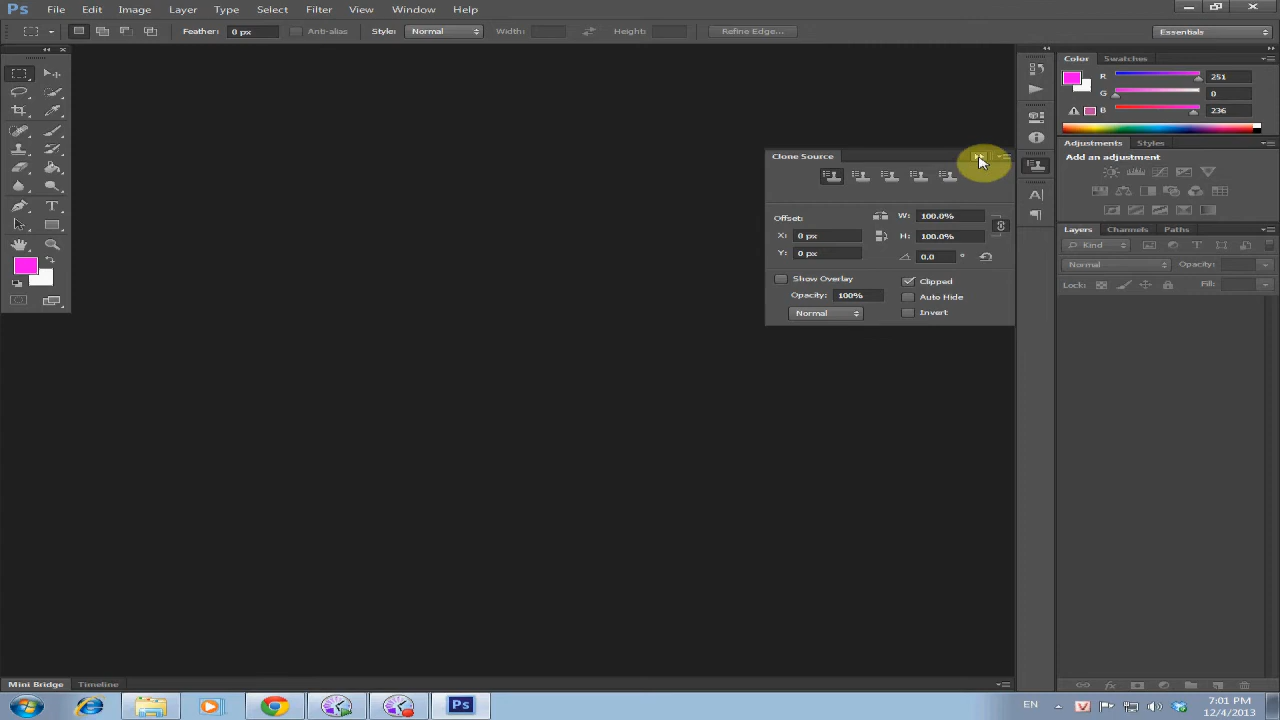 Ps File Edit Image Layer Type Select Filter View Window Help
Feather: 0 px Anti-alias Style: Normal Width: Height: Refine Edge... Essentials
Color Swatches
R 251
G 0
B 236
Adjustments Styles
Add an adjustment
Clone Source
Offset: W: 100.0%
X: 0 px H: 100.0%
Y: 0 px 0.0 °
Show Overlay Clipped
Opacity: 100% Auto Hide
Normal Invert
A
T
Layers Channels Paths
Kind T
Normal Opacity:
Lock: Fill:
Mini Bridge Timeline
Ps EN V 7:01 PM
12/4/2013